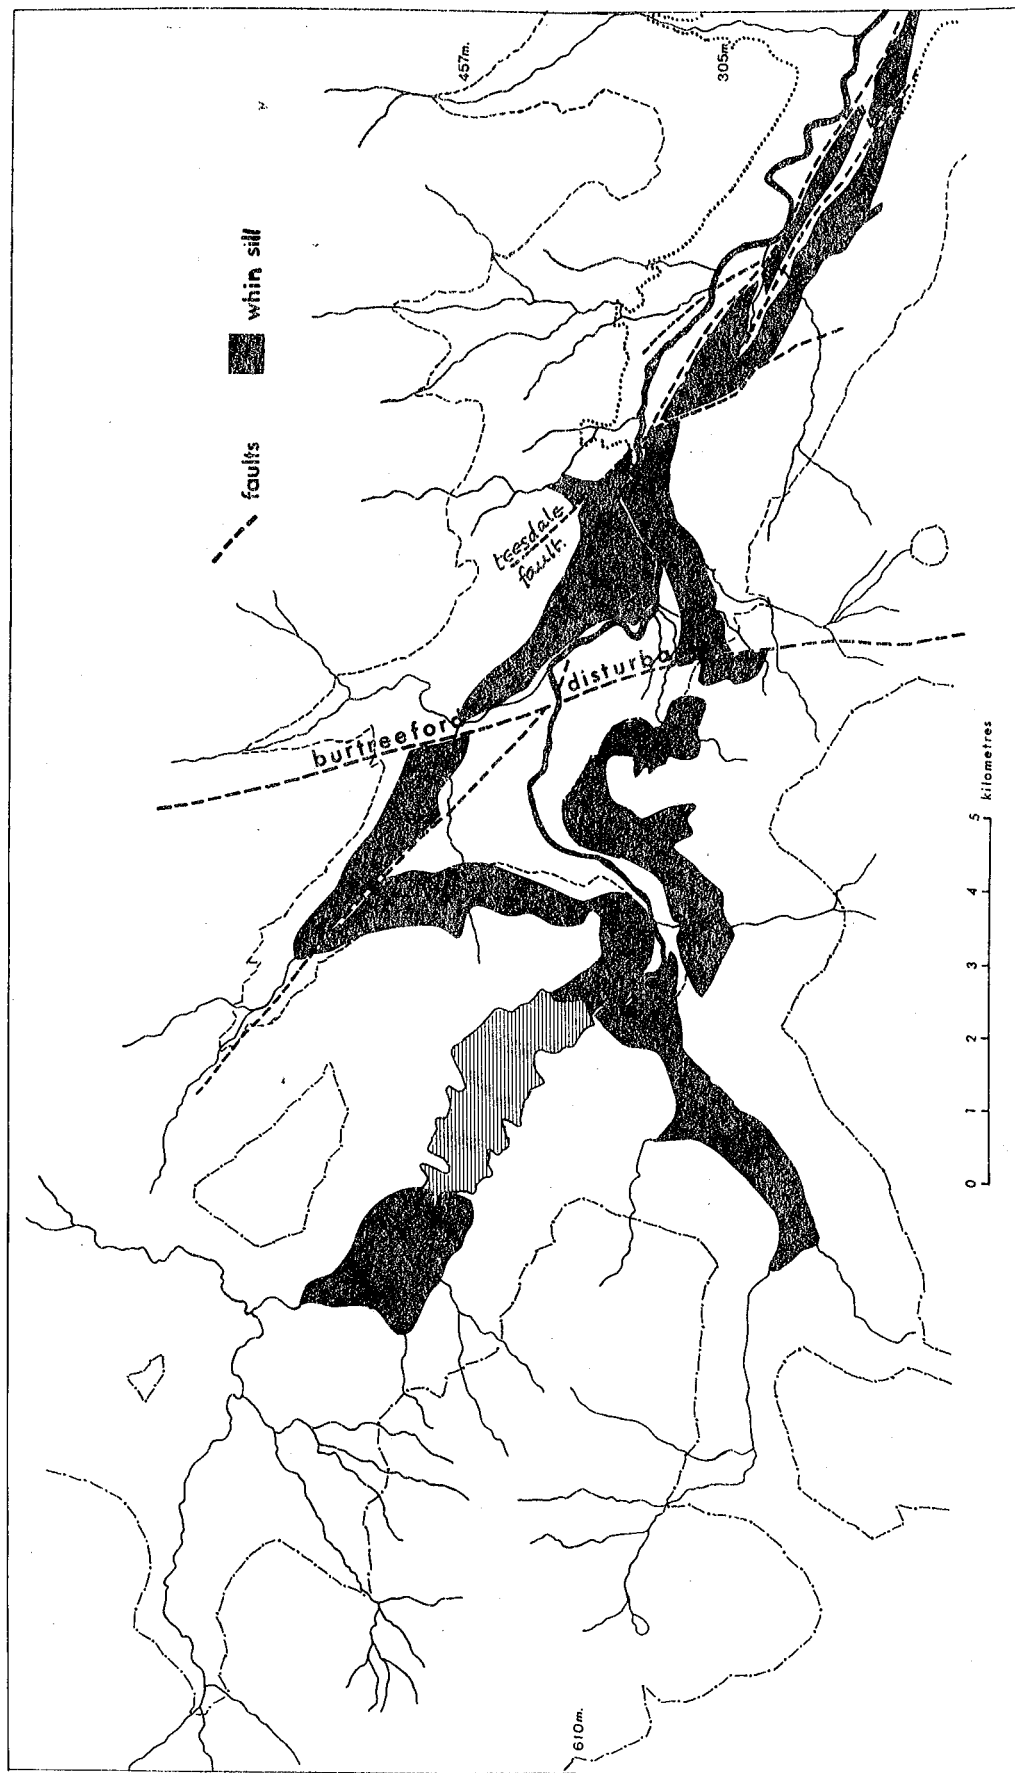 457m.
305m.
whin sill
faults
teesdale
fault.
burtreeford disturba
610m.
0 1 2 3 4 5
kilometres